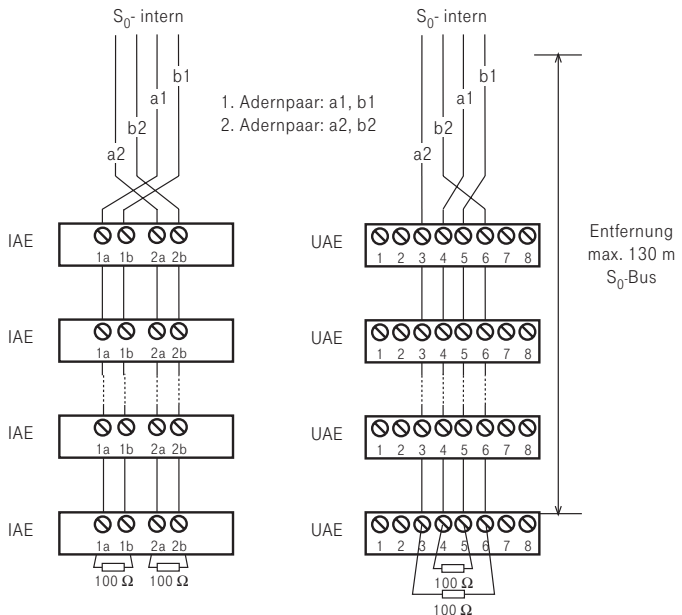 S₀- intern
S₀- intern
a2
b2
a1
b1
1. Adernpaar: a1, b1
2. Adernpaar: a2, b2
a2
b2
a1
b1
IAE
1a 1b 2a 2b
UAE
1 2 3 4 5 6 7 8
Entfernung
max. 130 m
S₀-Bus
IAE
1a 1b 2a 2b
UAE
1 2 3 4 5 6 7 8
IAE
1a 1b 2a 2b
UAE
1 2 3 4 5 6 7 8
IAE
1a 1b 2a 2b
100 Ω 100 Ω
UAE
1 2 3 4 5 6 7 8
100 Ω
100 Ω